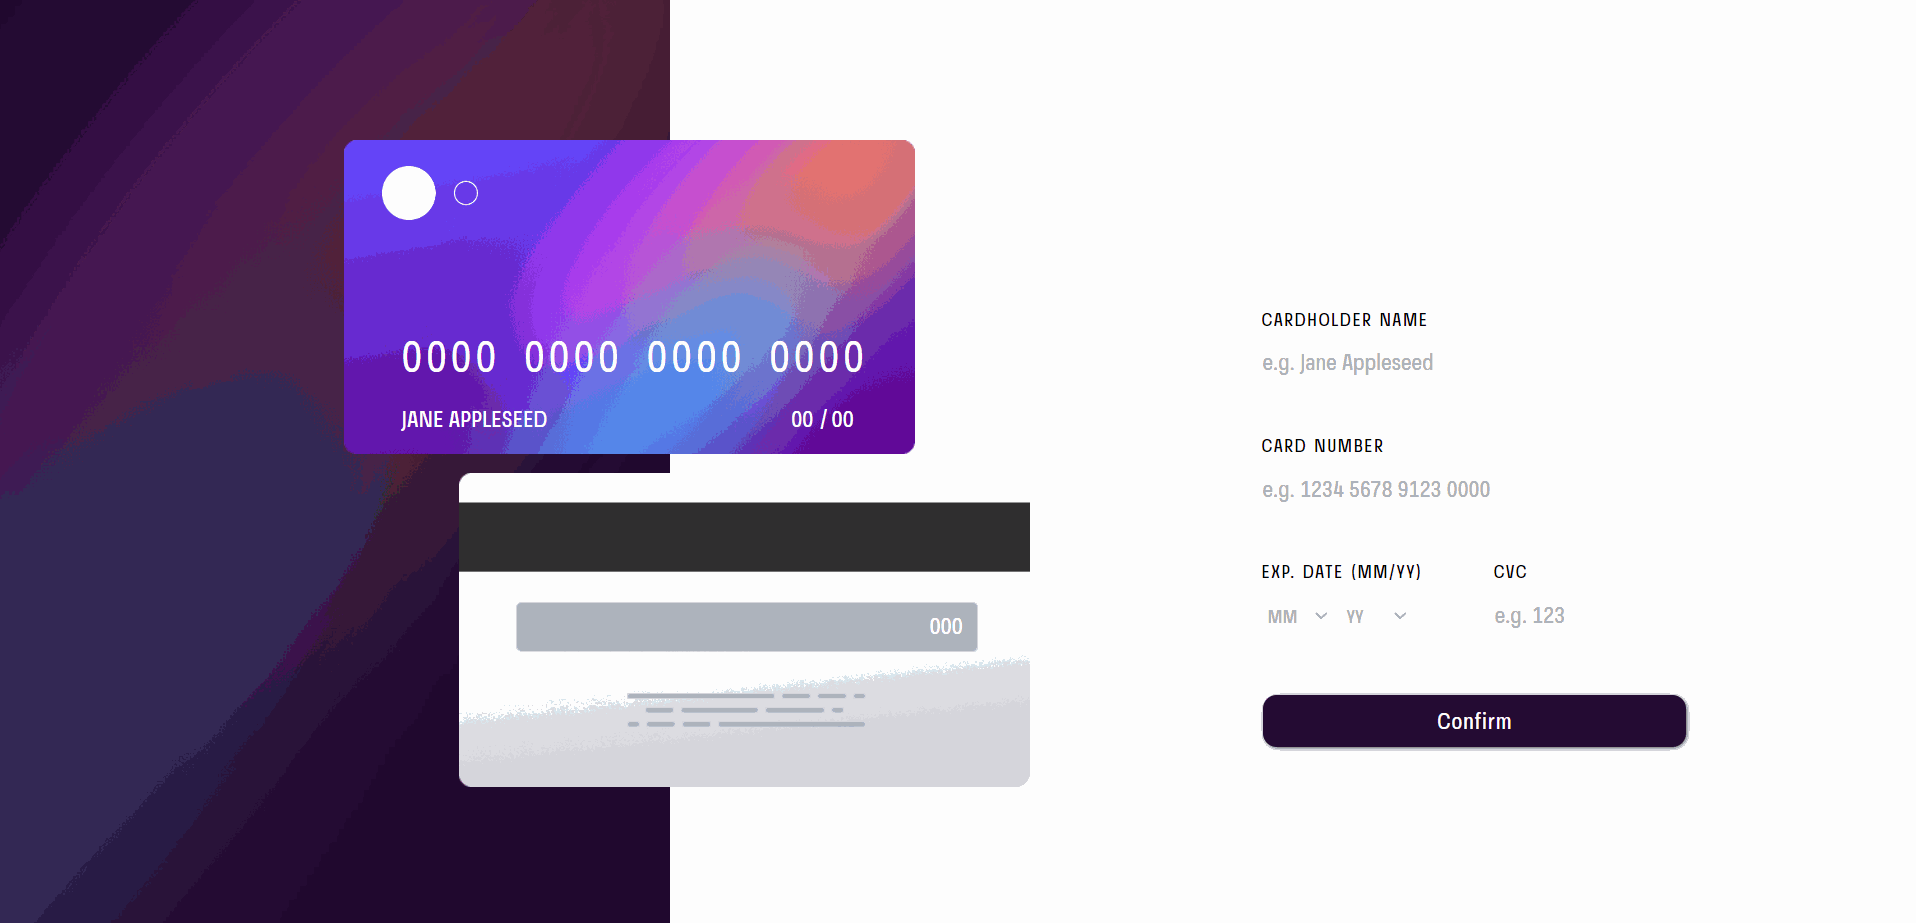 0000 0000 0000 0000
JANE APPLESEED 00 / 00
000
CARDHOLDER NAME
e.g. Jane Appleseed
CARD NUMBER
e.g. 1234 5678 9123 0000
EXP. DATE (MM/YY) CVC
MM YY e.g. 123
Confirm